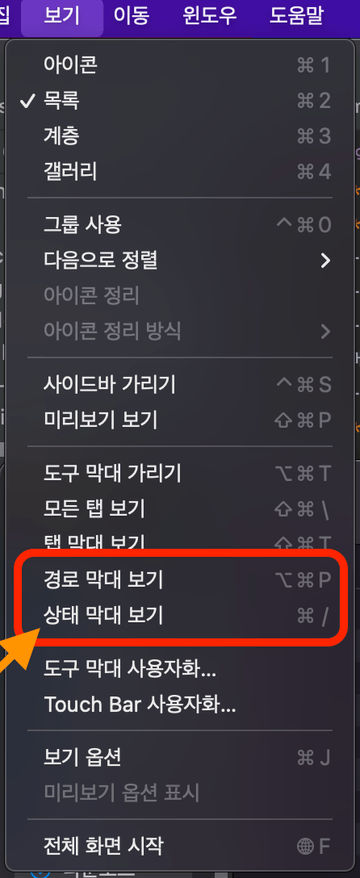 집 보기 이동 윈도우 도움말
아이콘 ⌘ 1
✓ 목록 ⌘ 2
계층 ⌘ 3
갤러리 ⌘ 4
그룹 사용 ^ ⌘ 0
다음으로 정렬 >
아이콘 정리
아이콘 정리 방식 >
사이드바 가리기 ^ ⌘ S
미리보기 보기 ⇧ ⌘ P
도구 막대 가리기 ⌥ ⌘ T
모든 탭 보기 ⇧ ⌘ \
탭 막대 보기 ⇧ ⌘ T
경로 막대 보기 ⌥ ⌘ P
상태 막대 보기 ⌘ /
도구 막대 사용자화...
Touch Bar 사용자화...
보기 옵션 ⌘ J
미리보기 옵션 표시
전체 화면 시작 🌐 F